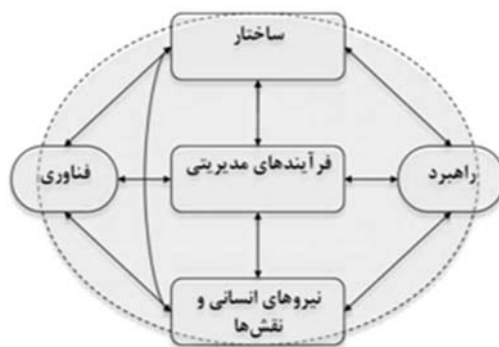 ساختار
راهبرد
فرآیندهای مدیریتی
فناوری
نیروهای انسانی و
نقش‌ها